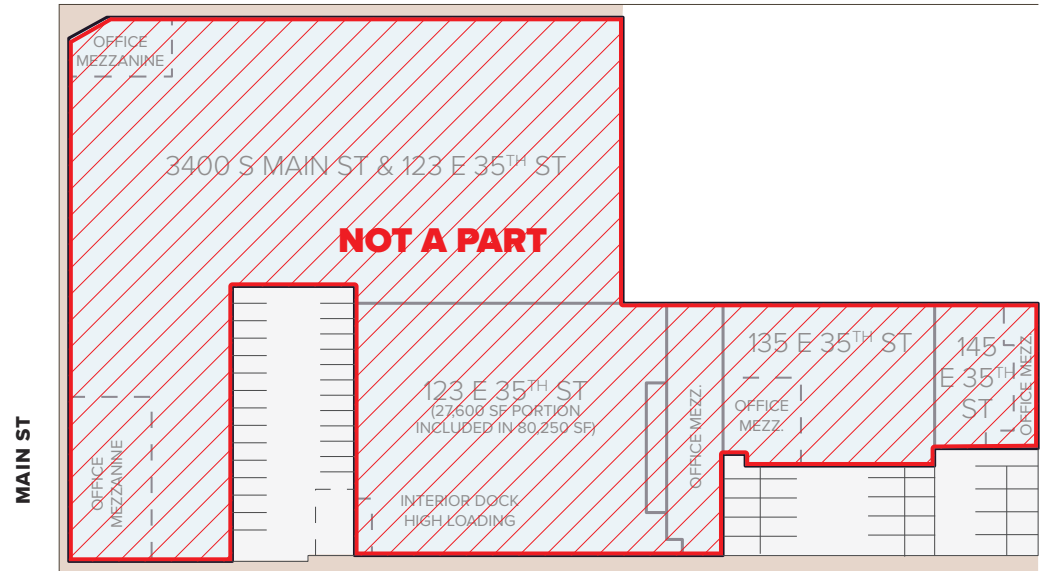 OFFICE
MEZZANINE
3400 S MAIN ST & 123 E 35TH ST
NOT A PART
135 E 35TH ST
145
E 35TH
ST
OFFICE MEZZ.
123 E 35TH ST
(27,600 SF PORTION
INCLUDED IN 80,250 SF)
OFFICE MEZZ.
OFFICE
MEZZ.
MAIN ST
OFFICE
MEZZANINE
INTERIOR DOCK
HIGH LOADING